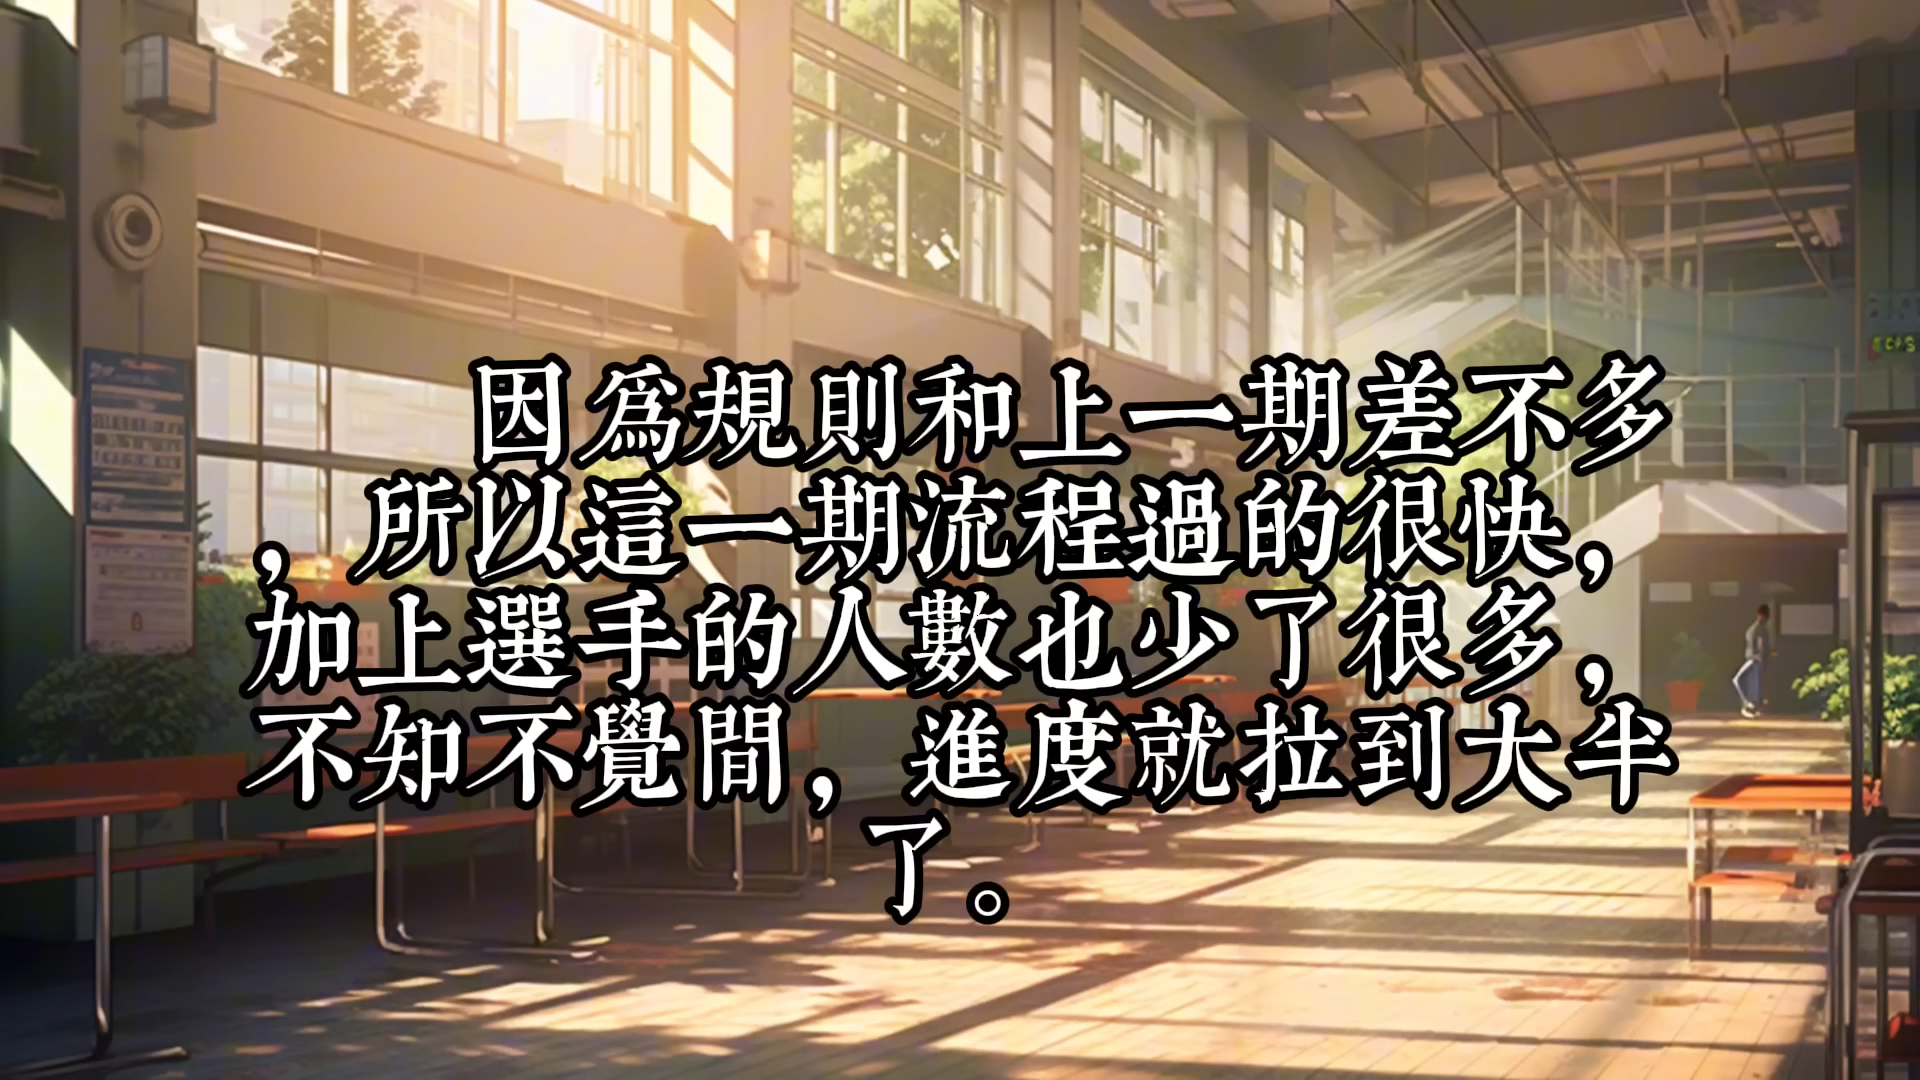 因爲規則和上一期差不多
，所以這一期流程過的很快，
加上選手的人數也少了很多，
不知不覺間，進度就拉到大半
了。